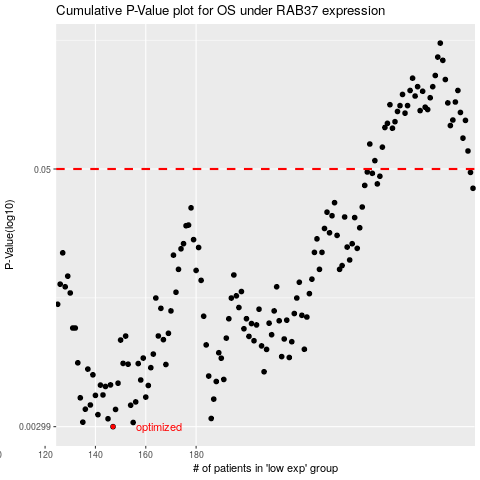 Cumulative P-Value plot for OS under RAB37 expression
P-Value(log10)
0.05
0.00299
optimized
0 120 140 160 180
# of patients in 'low exp' group